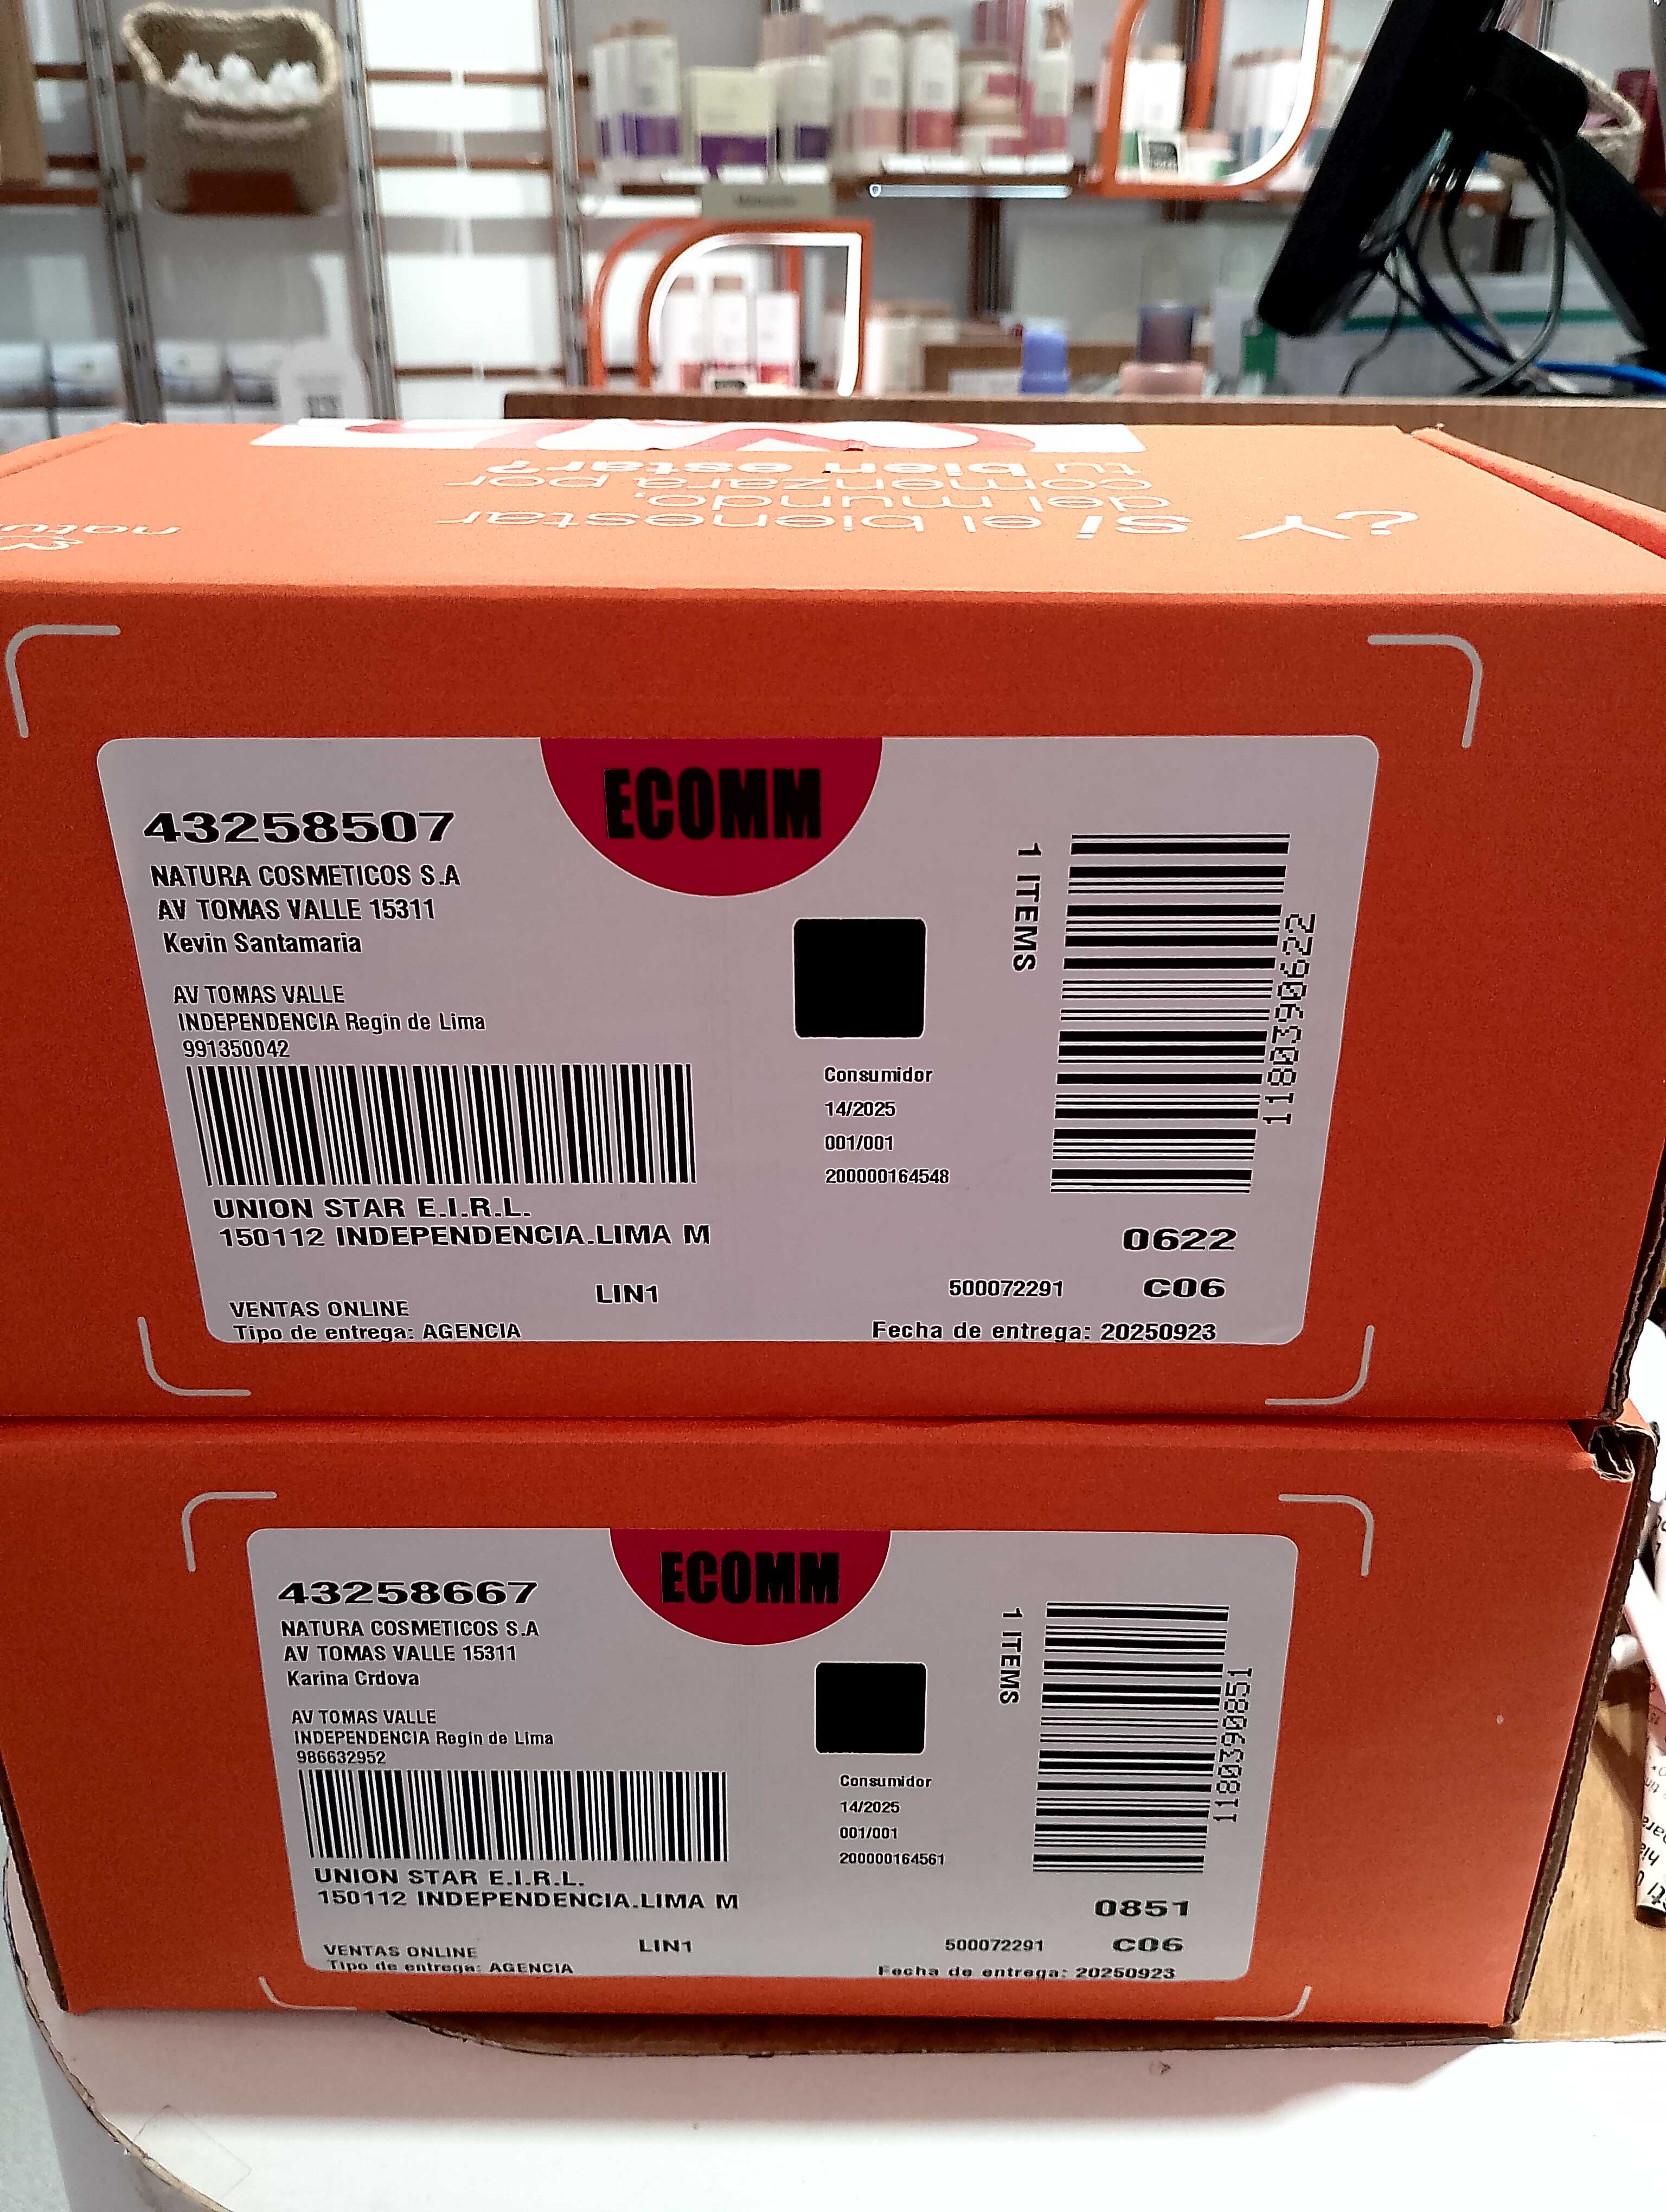 ¿Y si el bienestar
del mundo,
comenzara por
tu bien estar?
natu
ECOMM
43258507
NATURA COSMETICOS S.A
AV TOMAS VALLE 15311
Kevin Santamaria
AV TOMAS VALLE
INDEPENDENCIA Regin de Lima
991350042
UNION STAR E.I.R.L.
150112 INDEPENDENCIA.LIMA M
LIN1
VENTAS ONLINE
Tipo de entrega: AGENCIA
Consumidor
14/2025
001/001
200000164548
1 ITEMS
1180390622
0622
500072291 C06
Fecha de entrega: 20250923
ECOMM
43258667
NATURA COSMETICOS S.A
AV TOMAS VALLE 15311
Karina Crdova
AV TOMAS VALLE
INDEPENDENCIA Regin de Lima
986632952
UNION STAR E.I.R.L.
150112 INDEPENDENCIA.LIMA M
LIN1
VENTAS ONLINE
Tipo de entrega: AGENCIA
Consumidor
14/2025
001/001
200000164561
1 ITEMS
1180390851
0851
500072291 C06
Fecha de entrega: 20250923